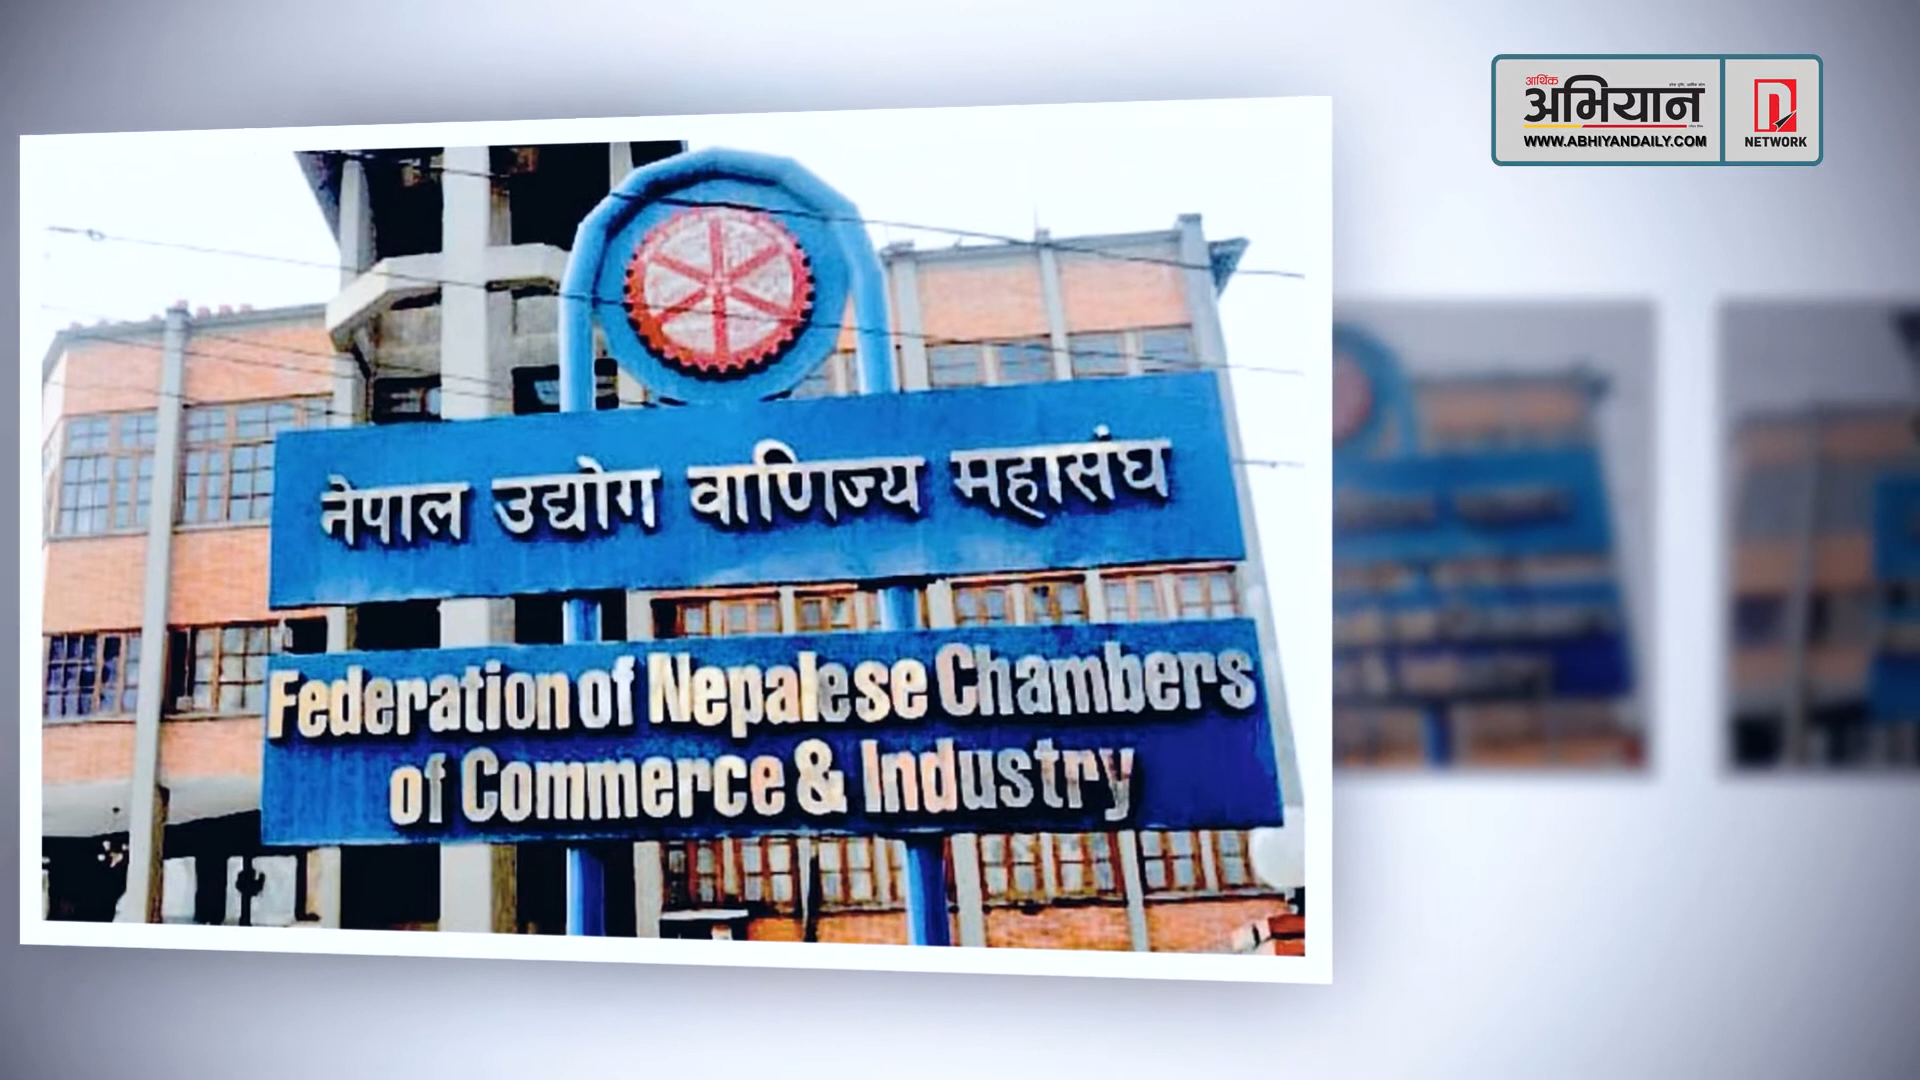 नेपाल उद्योग वाणिज्य महासंघ
Federation of Nepalese Chambers
of Commerce & Industry
आर्थिक
अभियान
WWW.ABHIYANDAILY.COM
NETWORK